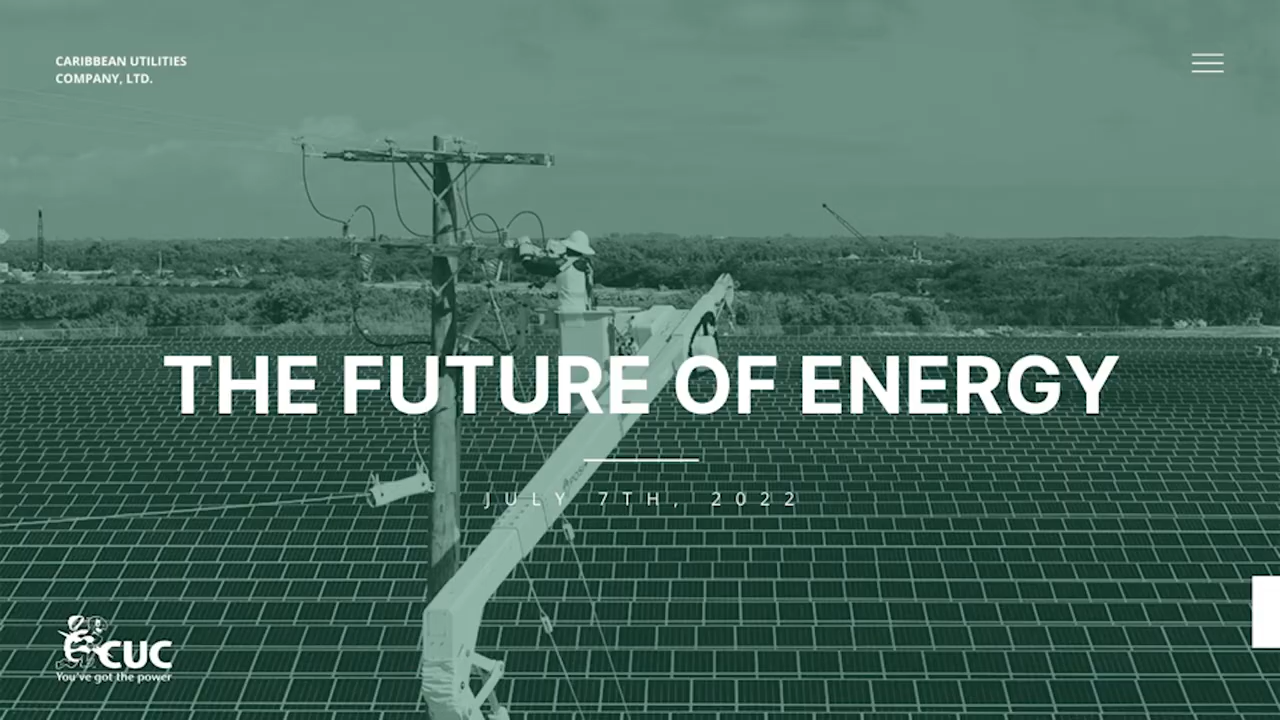 CARIBBEAN UTILITIES
COMPANY, LTD.
THE FUTURE OF ENERGY
JULY 7TH, 2022
CUC
You've got the power